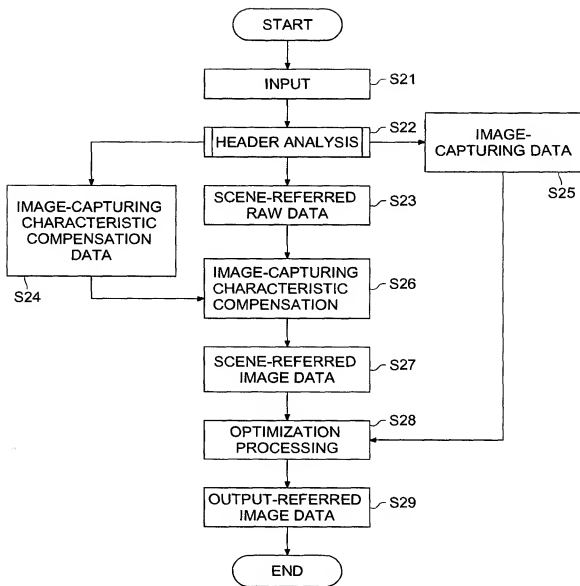 START
INPUT
S21
HEADER ANALYSIS
S22
IMAGE-
CAPTURING DATA
S25
SCENE-REFERRED
RAW DATA
S23
IMAGE-CAPTURING
CHARACTERISTIC
COMPENSATION
DATA
S24
IMAGE-CAPTURING
CHARACTERISTIC
COMPENSATION
S26
SCENE-REFERRED
IMAGE DATA
S27
OPTIMIZATION
PROCESSING
S28
OUTPUT-REFERRED
IMAGE DATA
S29
END